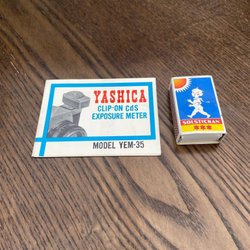 YASHICA
CLIP-ON CdS
EXPOSURE METER
MODEL YEM-35
SOLSTICKAN